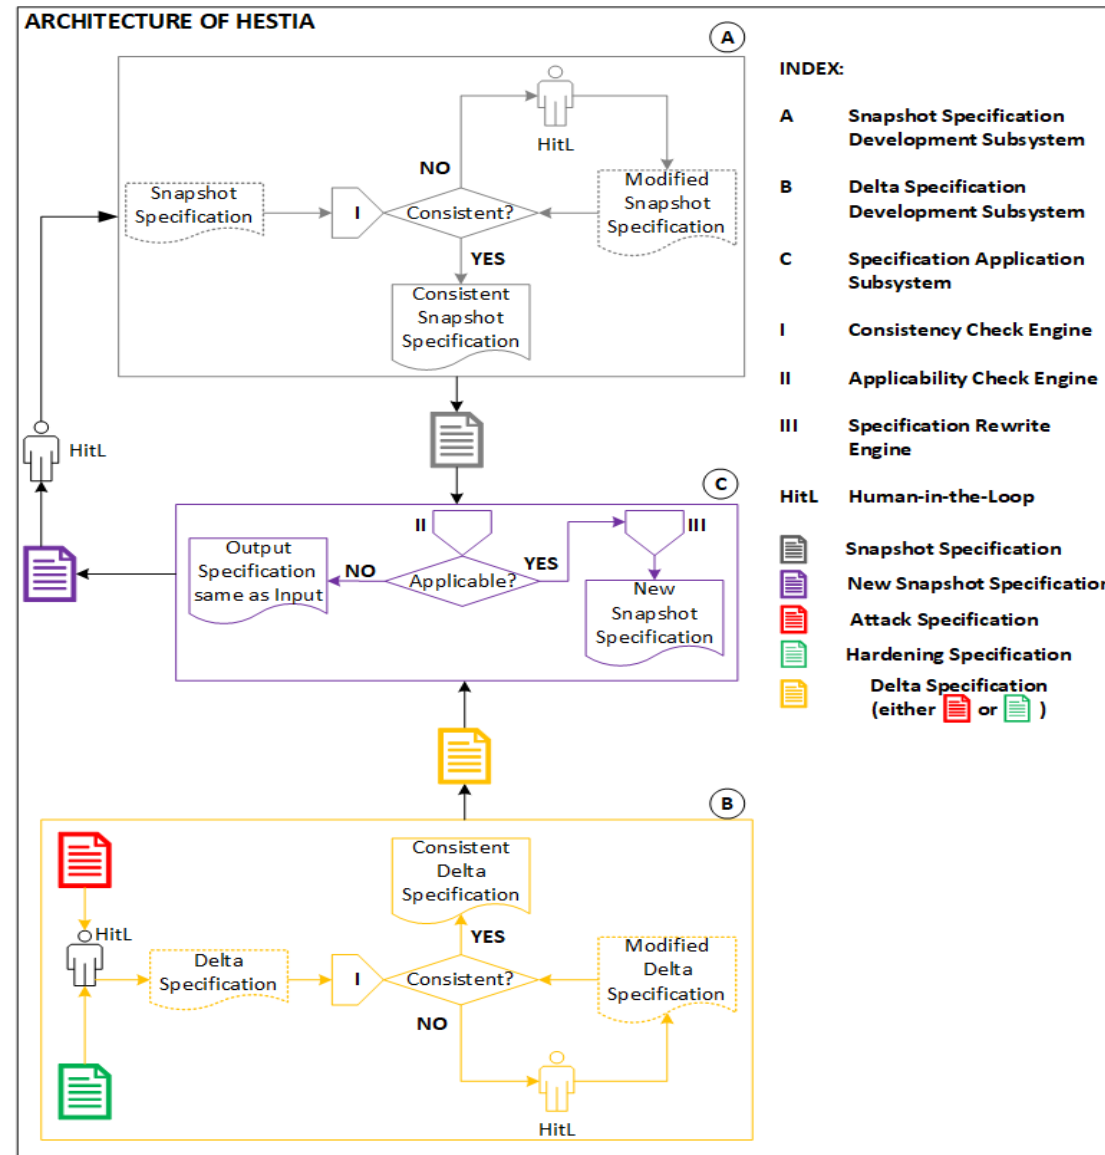 ARCHITECTURE OF HESTIA
A
HitL
NO
Snapshot
Specification
I
Consistent?
Modified
Snapshot
Specification
YES
Consistent
Snapshot
Specification
HitL
C
II
III
Output
Specification
same as Input
NO
Applicable?
YES
New
Snapshot
Specification
B
Consistent
Delta
Specification
YES
HitL
Delta
Specification
I
Consistent?
Modified
Delta
Specification
NO
HitL
INDEX:
A Snapshot Specification
Development Subsystem
B Delta Specification
Development Subsystem
C Specification Application
Subsystem
I Consistency Check Engine
II Applicability Check Engine
III Specification Rewrite
Engine
HitL Human-in-the-Loop
Snapshot Specification
New Snapshot Specification
Attack Specification
Hardening Specification
Delta Specification
(either or )